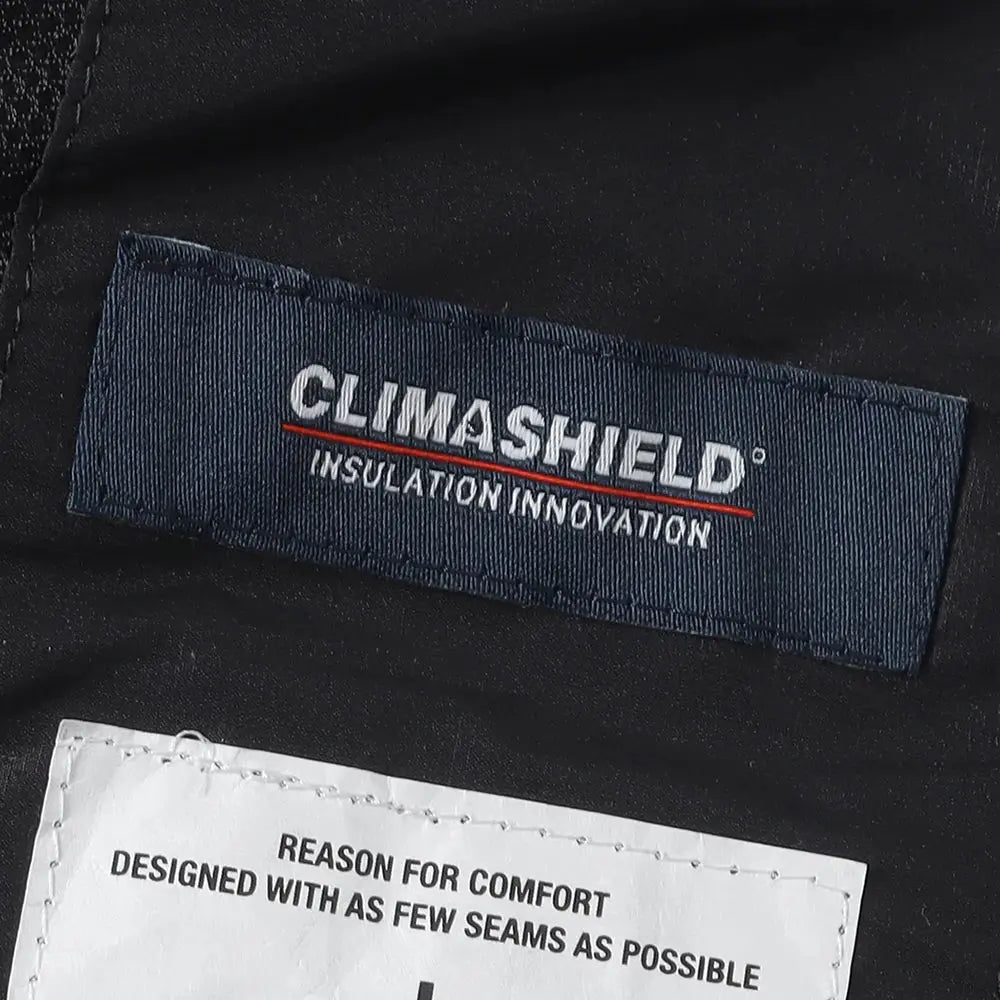 CLIMASHIELD®
INSULATION INNOVATION
REASON FOR COMFORT
DESIGNED WITH AS FEW SEAMS AS POSSIBLE